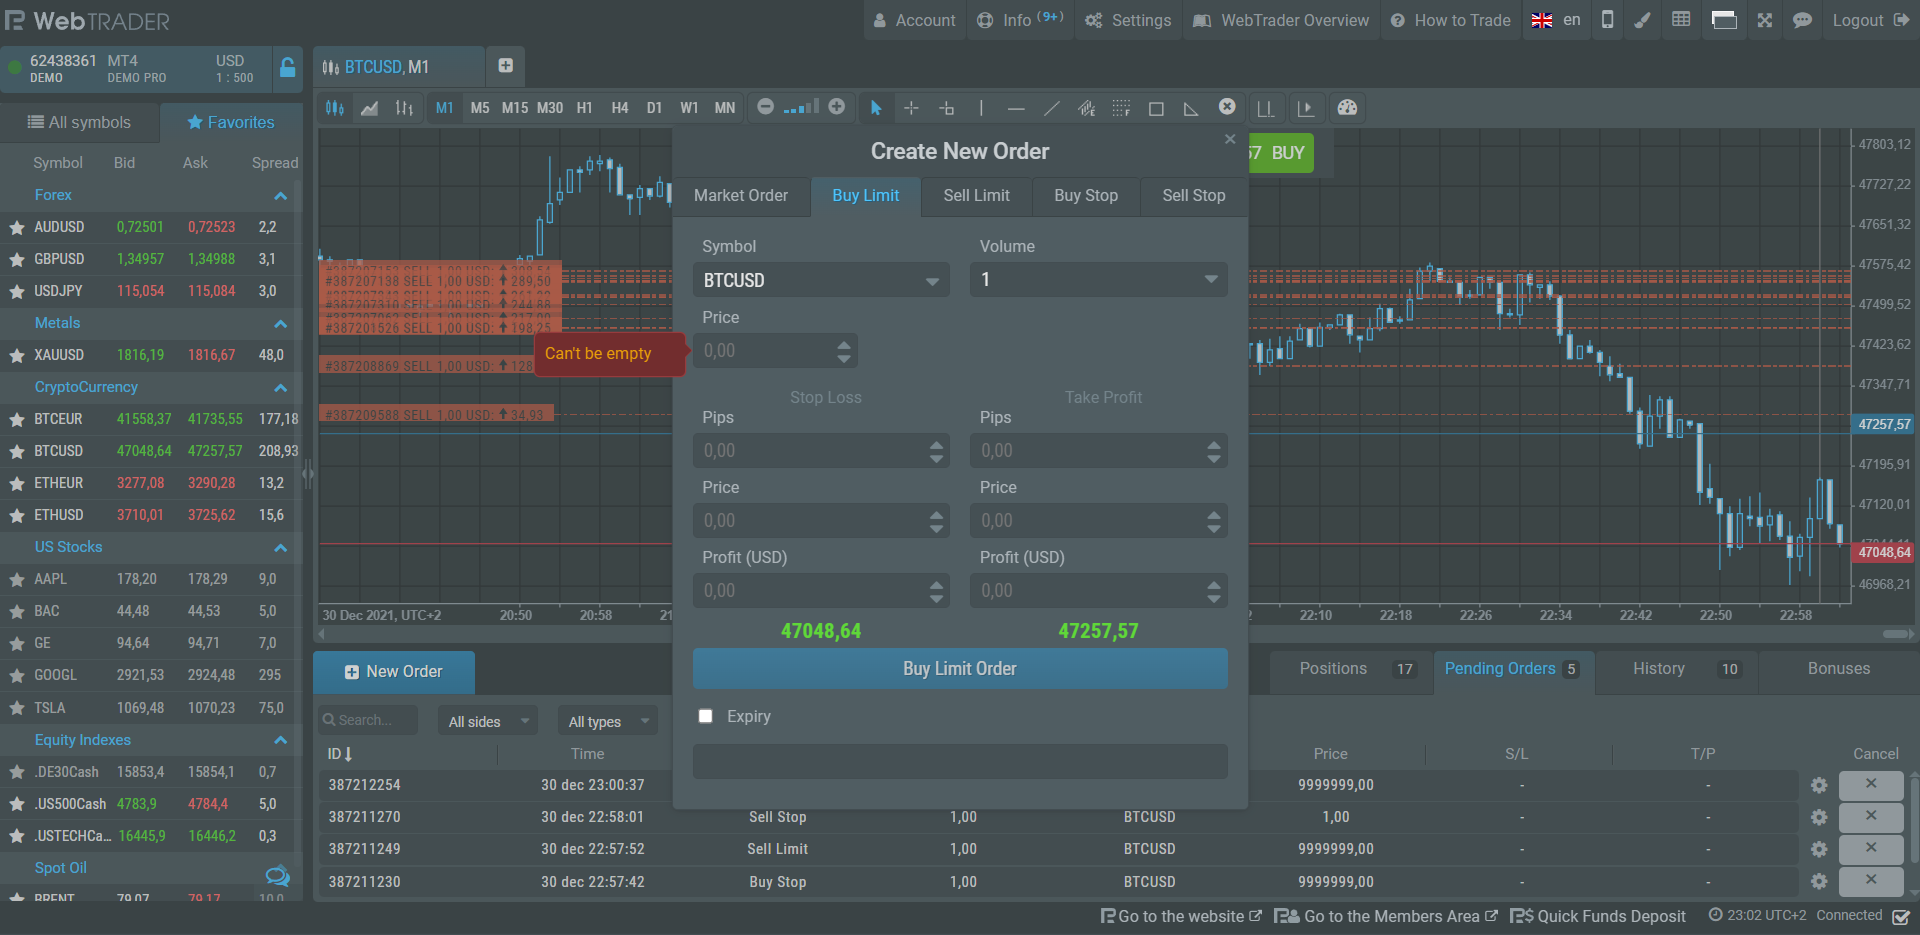 WebTRADER
Account
Info (9+)
Settings
WebTrader Overview
How to Trade
en
Logout
62438361 MT4 USD
DEMO DEMO PRO 1 : 500
BTCUSD, M1
All symbols
Favorites
M1 M5 M15 M30 H1 H4 D1 W1 MN
Symbol Bid Ask Spread
Forex
AUDUSD 0,72501 0,72523 2,2
GBPUSD 1,34957 1,34988 3,1
USDJPY 115,054 115,084 3,0
Metals
XAUUSD 1816,19 1816,67 48,0
CryptoCurrency
BTCEUR 41558,37 41735,55 177,18
BTCUSD 47048,64 47257,57 208,93
ETHEUR 3277,08 3290,28 13,2
ETHUSD 3710,01 3725,62 15,6
US Stocks
AAPL 178,20 178,29 9,0
BAC 44,48 44,53 5,0
GE 94,64 94,71 7,0
GOOGL 2921,53 2924,48 295
TSLA 1069,48 1070,23 75,0
Equity Indexes
.DE30Cash 15853,4 15854,1 0,7
.US500Cash 4783,9 4784,4 5,0
.USTECHCa... 16445,9 16446,2 0,3
Spot Oil
BRENT 79,07 79,17 10,0
#387207138 SELL 1,00 USD: 289,50
#387207310 SELL 1,00 USD: 244,88
#387201526 SELL 1,00 USD: 198,25
#387208869 SELL 1,00 USD: 128
#387209588 SELL 1,00 USD: 34,93
Can't be empty
30 Dec 2021, UTC+2 20:50 20:58
57 BUY
47803,12
47727,22
47651,32
47575,42
47499,52
47423,62
47347,71
47257,57
47195,91
47120,01
47048,64
46968,21
22:10 22:18 22:26 22:34 22:42 22:50 22:58
Create New Order
Market Order
Buy Limit
Sell Limit
Buy Stop
Sell Stop
Symbol Volume
BTCUSD 1
Price
0,00
Stop Loss Take Profit
Pips Pips
0,00 0,00
Price Price
0,00 0,00
Profit (USD) Profit (USD)
0,00 0,00
47048,64 47257,57
Buy Limit Order
Expiry
New Order
Positions 17
Pending Orders 5
History 10
Bonuses
Search... All sides All types
ID Time Price S/L T/P Cancel
387212254 30 dec 23:00:37 9999999,00 - -
387211270 30 dec 22:58:01 Sell Stop 1,00 BTCUSD 1,00 - -
387211249 30 dec 22:57:52 Sell Limit 1,00 BTCUSD 9999999,00 - -
387211230 30 dec 22:57:42 Buy Stop 1,00 BTCUSD 9999999,00 - -
Go to the website
Go to the Members Area
Quick Funds Deposit
23:02 UTC+2 Connected